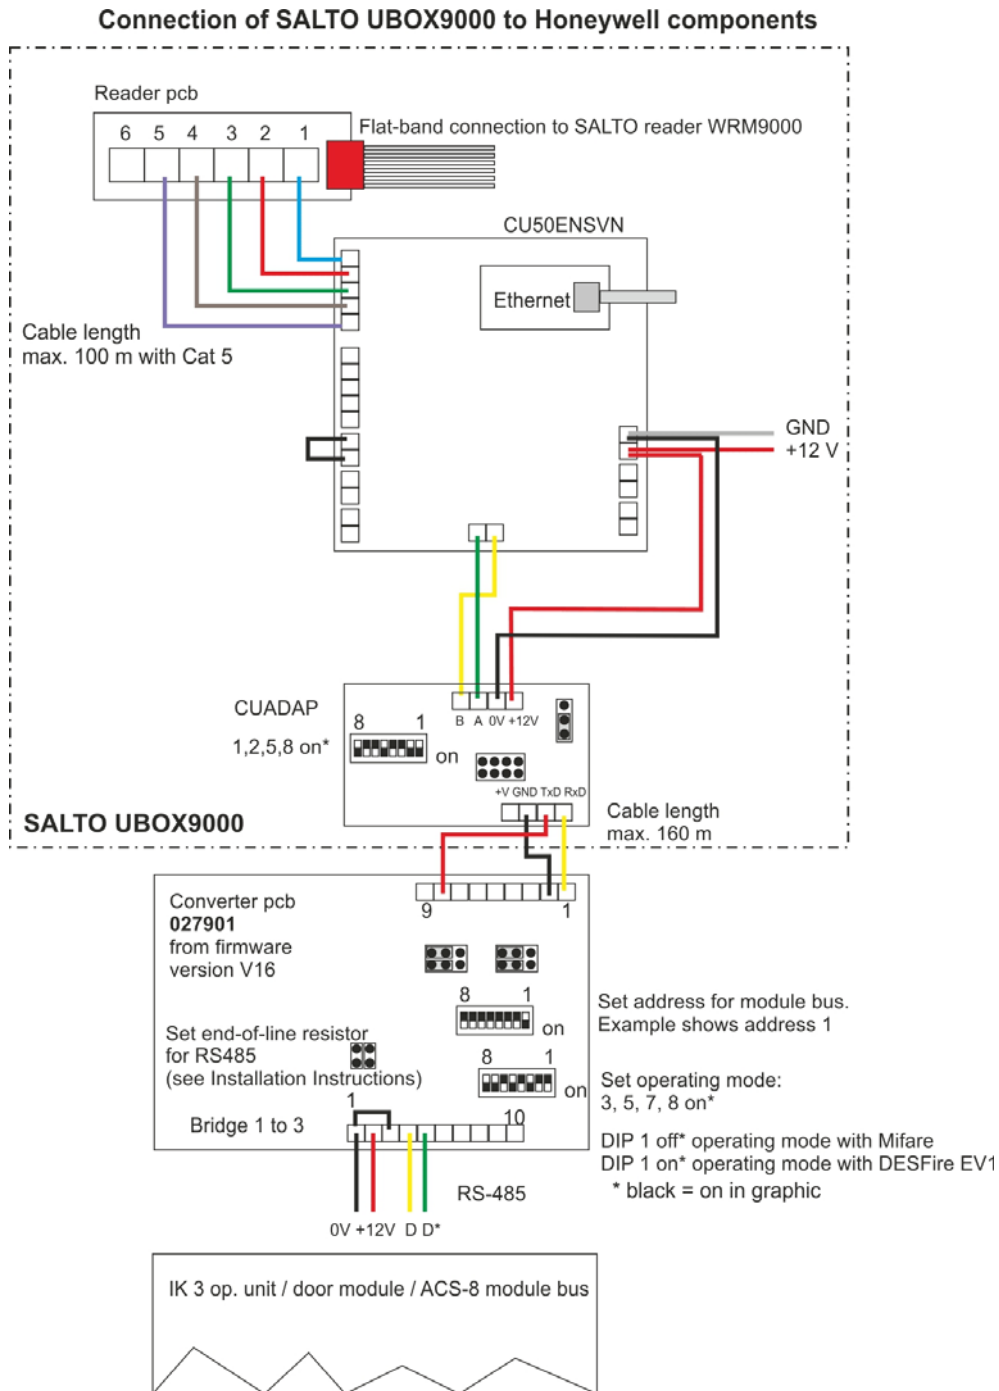 Connection of SALTO UBOX9000 to Honeywell components
Reader pcb
6 5 4 3 2 1
Flat-band connection to SALTO reader WRM9000
CU50ENSVN
Ethernet
Cable length
max. 100 m with Cat 5
GND
+12 V
CUADAP
8 1
1,2,5,8 on*
on
B A 0V +12V
+V GND TxD RxD
SALTO UBOX9000
Cable length
max. 160 m
Converter pcb
027901
from firmware
version V16
9 1
8 1
on
Set address for module bus.
Example shows address 1
Set end-of-line resistor
for RS485
(see Installation Instructions)
8 1
on
Set operating mode:
3, 5, 7, 8 on*
Bridge 1 to 3
1 10
DIP 1 off* operating mode with Mifare
DIP 1 on* operating mode with DESFire EV1
* black = on in graphic
RS-485
0V +12V D D*
IK 3 op. unit / door module / ACS-8 module bus